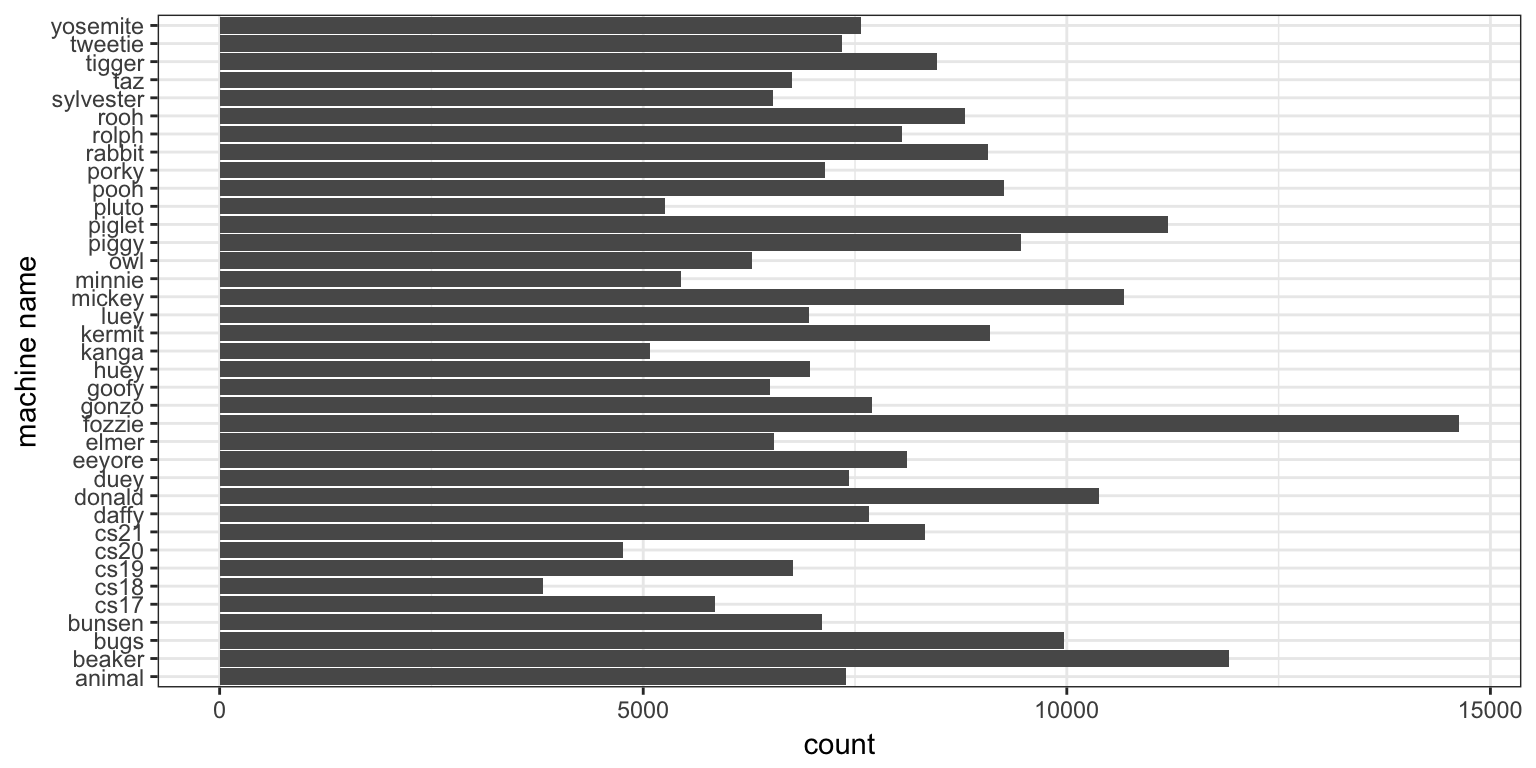 yosemite
tweetie
tigger
taz
sylvester
rooh
rolph
rabbit
porky
pooh
pluto
piglet
piggy
owl
minnie
mickey
luey
kermit
kanga
huey
goofy
gonzo
fozzie
elmer
eeyore
duey
donald
daffy
cs21
cs20
cs19
cs18
cs17
bunsen
bugs
beaker
animal
machine name
0 5000 10000 15000
count